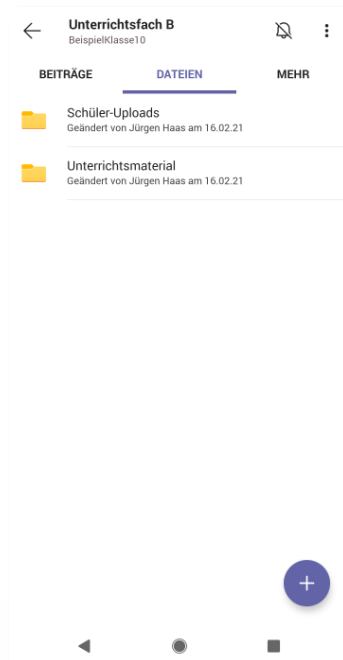 Unterrichtsfach B
BeispielKlasse10
BEITRÄGE DATEIEN MEHR
Schüler-Uploads
Geändert von Jürgen Haas am 16.02.21
Unterrichtsmaterial
Geändert von Jürgen Haas am 16.02.21